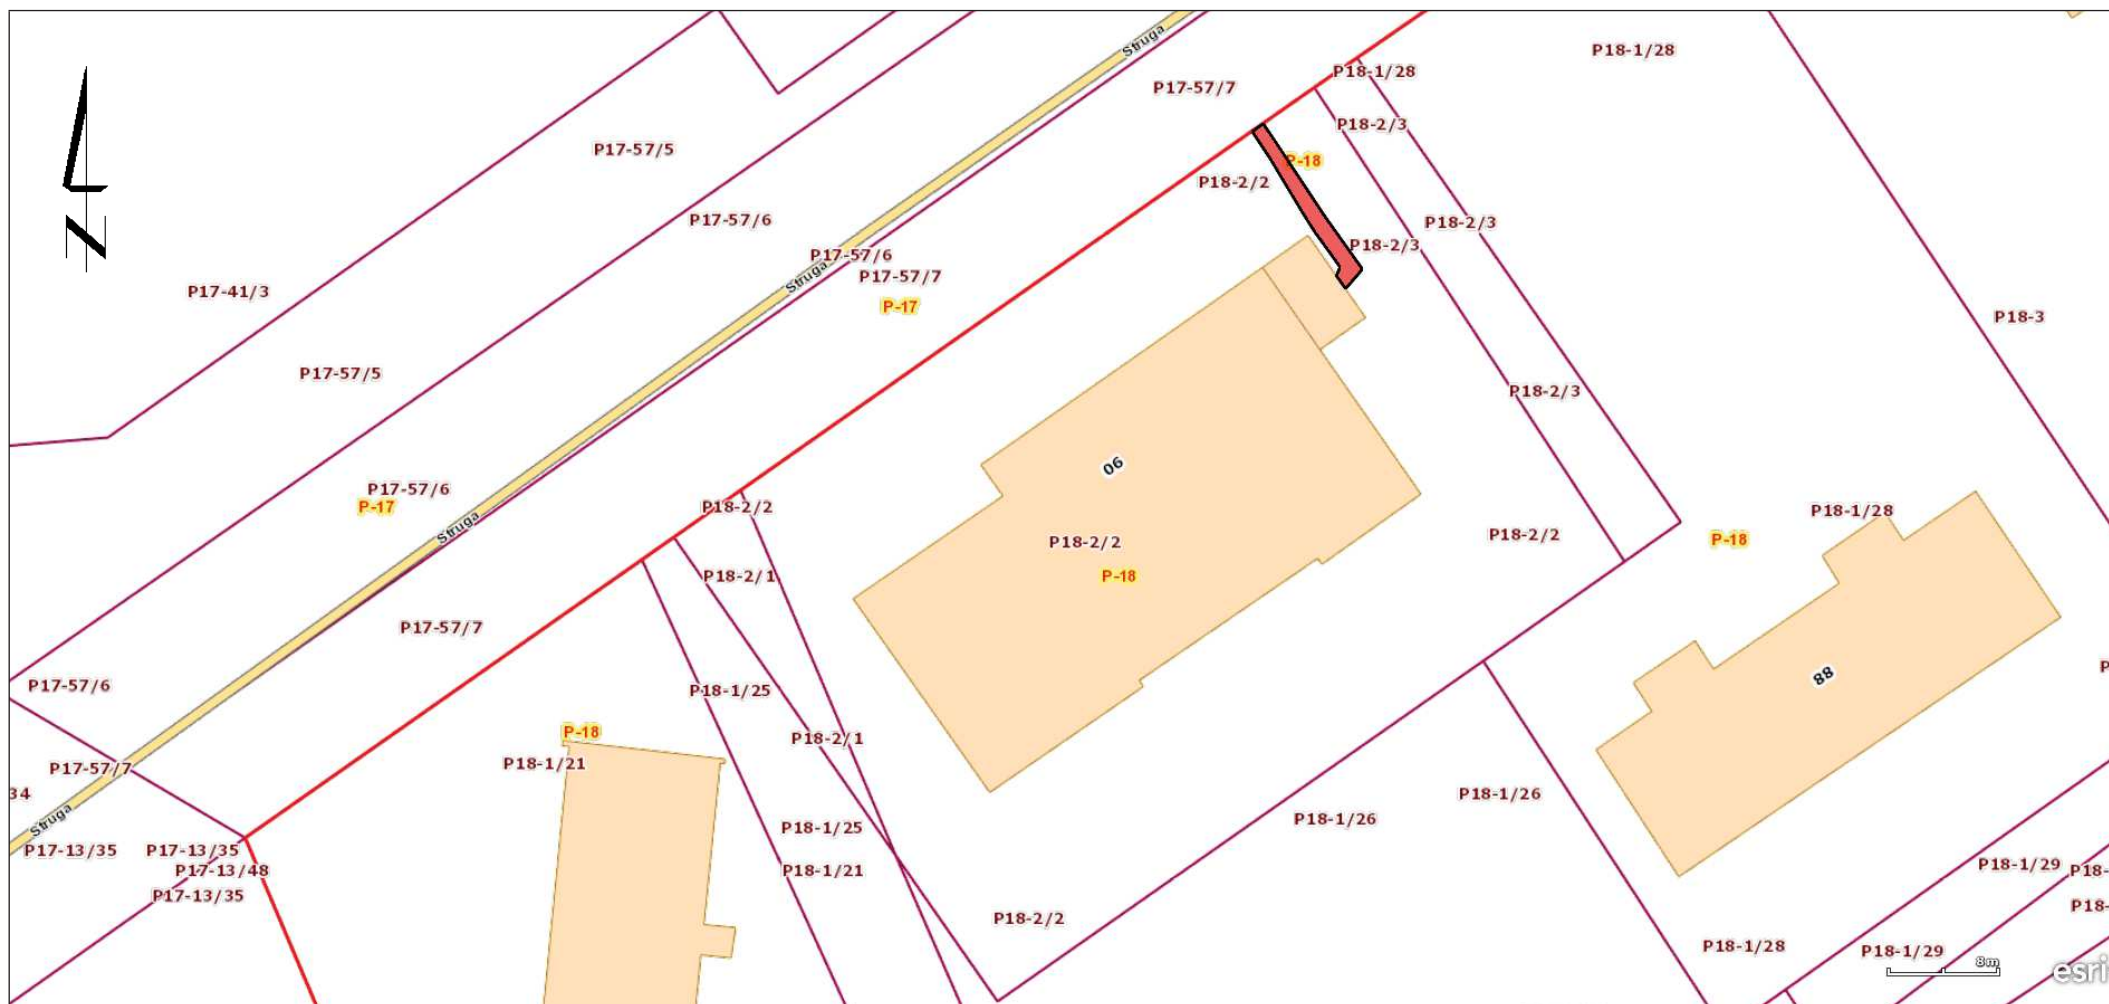 Struga
P18-1/28
P18-1/28
P17-57/7
P18-2/3
P17-57/5
P-18
P18-2/2
P17-57/6
P18-2/3
P18-2/3
P17-57/6
Struga
P17-57/7
P17-41/3
P-17
P18-3
P17-57/5
P18-2/3
90
P17-57/6
P-17
P18-2/2
P18-1/28
Struga
P18-2/2
P18-2/2
P-18
P18-2/1
P-18
P17-57/7
P
88
P17-57/6
P18-1/25
P-18
P18-2/1
P18-1/21
P17-57/7
34
P18-1/26
Struga
P18-1/26
P18-1/25
P17-13/35
P17-13/35
P18-1/29
P17-13/48
P18-1/21
P18-
P17-13/35
P18-
P18-2/2
P18-1/28
P18-1/29
8m
esri
N